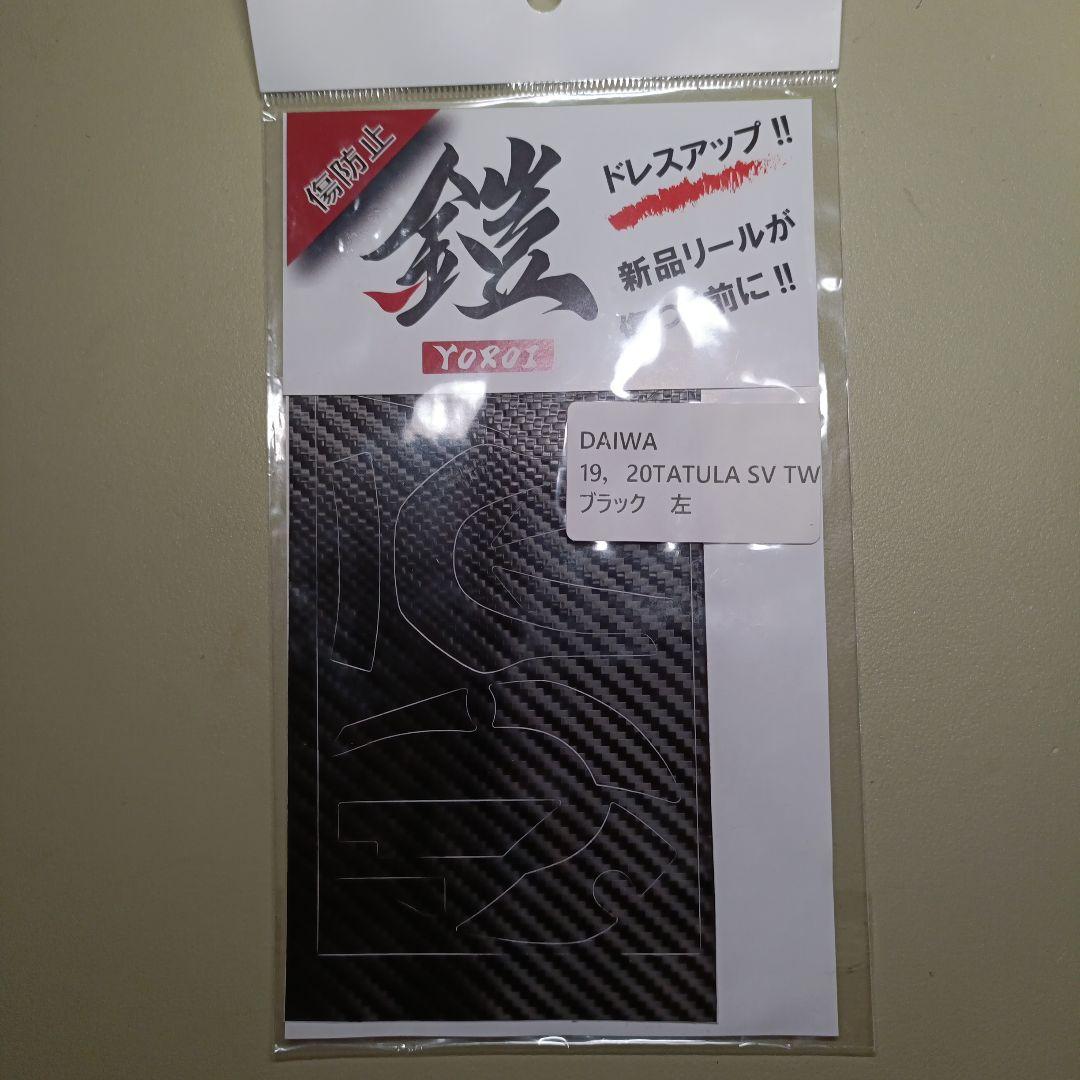 傷防止
鎧
YOROI
ドレスアップ!!
新品リールが
前に!!
DAIWA
19, 20TATULA SV TW
ブラック 左